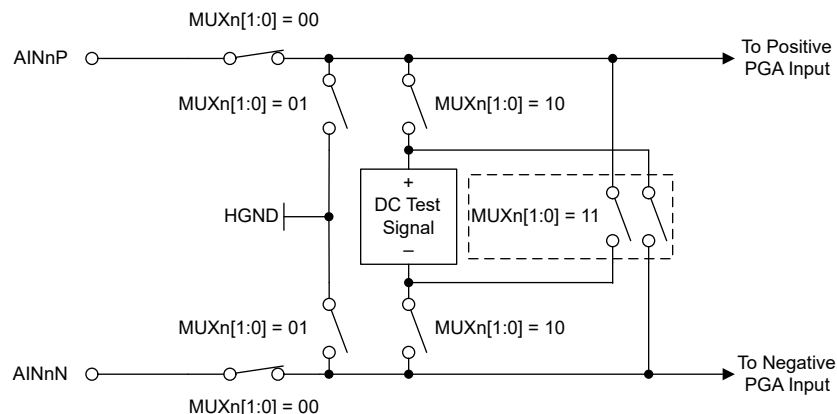 MUXn[1:0] = 00
AINnP
To Positive
PGA Input
MUXn[1:0] = 01
MUXn[1:0] = 10
+
DC Test
Signal
–
HGND
MUXn[1:0] = 11
MUXn[1:0] = 01
MUXn[1:0] = 10
AINnN
To Negative
PGA Input
MUXn[1:0] = 00